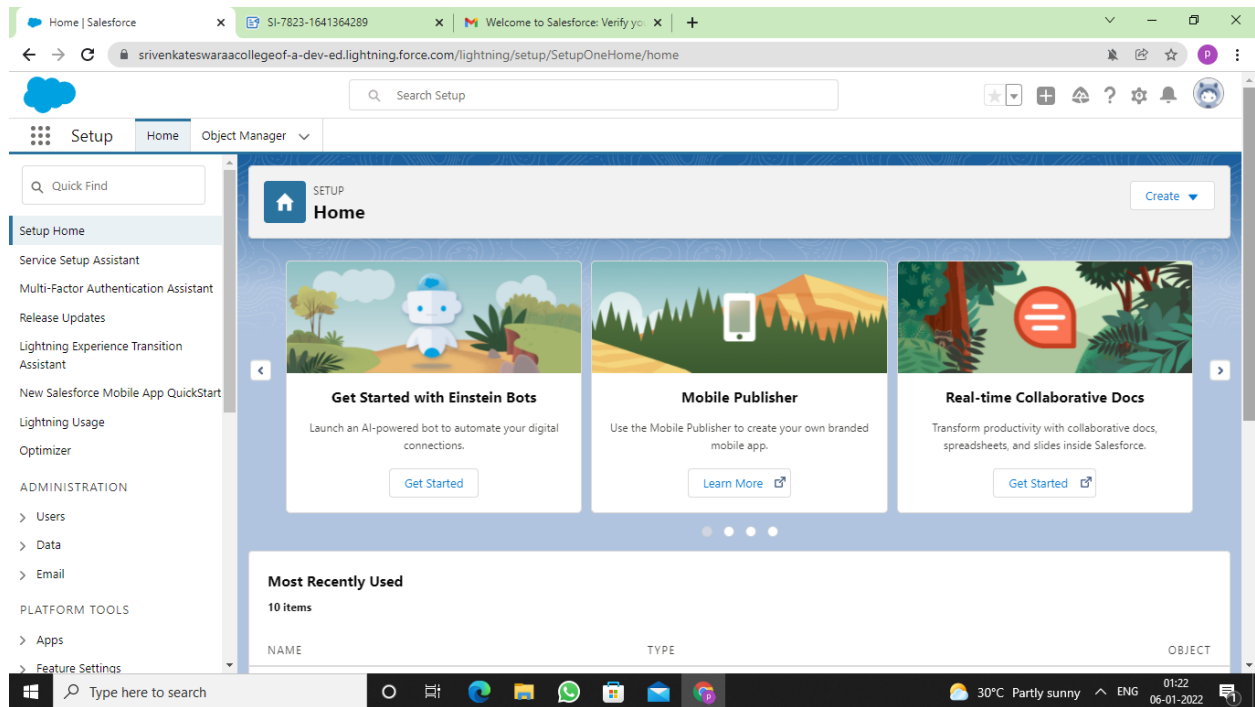 Home | Salesforce
SI-7823-1641364289
Welcome to Salesforce: Verify yo
srivenkateswaraacollegeof-a-dev-ed.lightning.force.com/lightning/setup/SetupOneHome/home
P
Search Setup
Setup
Home
Object Manager
Quick Find
Setup Home
Service Setup Assistant
Multi-Factor Authentication Assistant
Release Updates
Lightning Experience Transition
Assistant
New Salesforce Mobile App QuickStart
Lightning Usage
Optimizer
ADMINISTRATION
Users
Data
Email
PLATFORM TOOLS
Apps
Feature Settings
SETUP
Home
Create
Get Started with Einstein Bots
Launch an AI-powered bot to automate your digital
connections.
Get Started
Mobile Publisher
Use the Mobile Publisher to create your own branded
mobile app.
Learn More
Real-time Collaborative Docs
Transform productivity with collaborative docs,
spreadsheets, and slides inside Salesforce.
Get Started
Most Recently Used
10 items
NAME TYPE OBJECT
Type here to search
30°C Partly sunny
ENG
01:22
06-01-2022
1